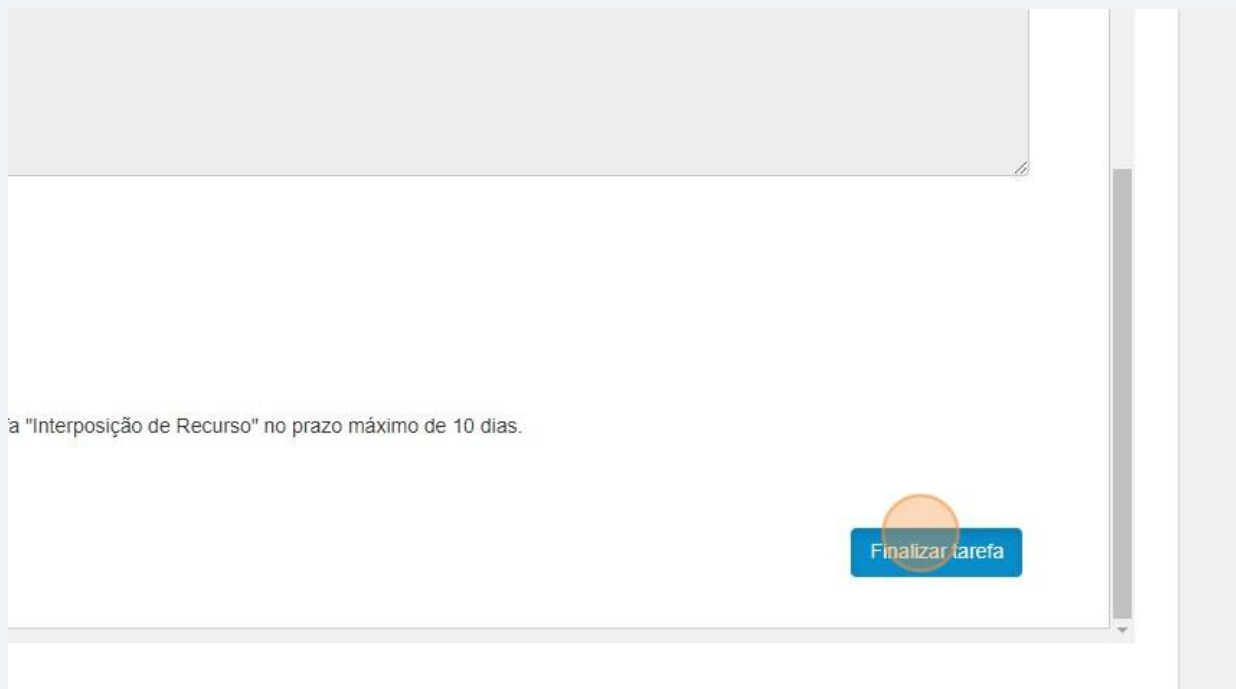 a "Interposição de Recurso" no prazo máximo de 10 dias.
Finalizar tarefa